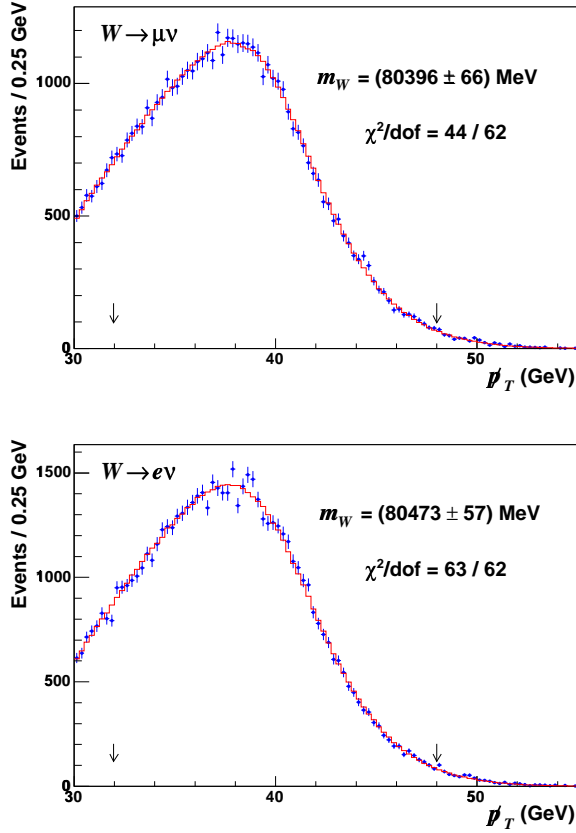 W→μν
m_W = (80396 ± 66) MeV
χ²/dof = 44 / 62
Events / 0.25 GeV
1000
500
0
30 40 50
p̸_T (GeV)
W→eν
m_W = (80473 ± 57) MeV
χ²/dof = 63 / 62
Events / 0.25 GeV
1500
1000
500
0
30 40 50
p̸_T (GeV)